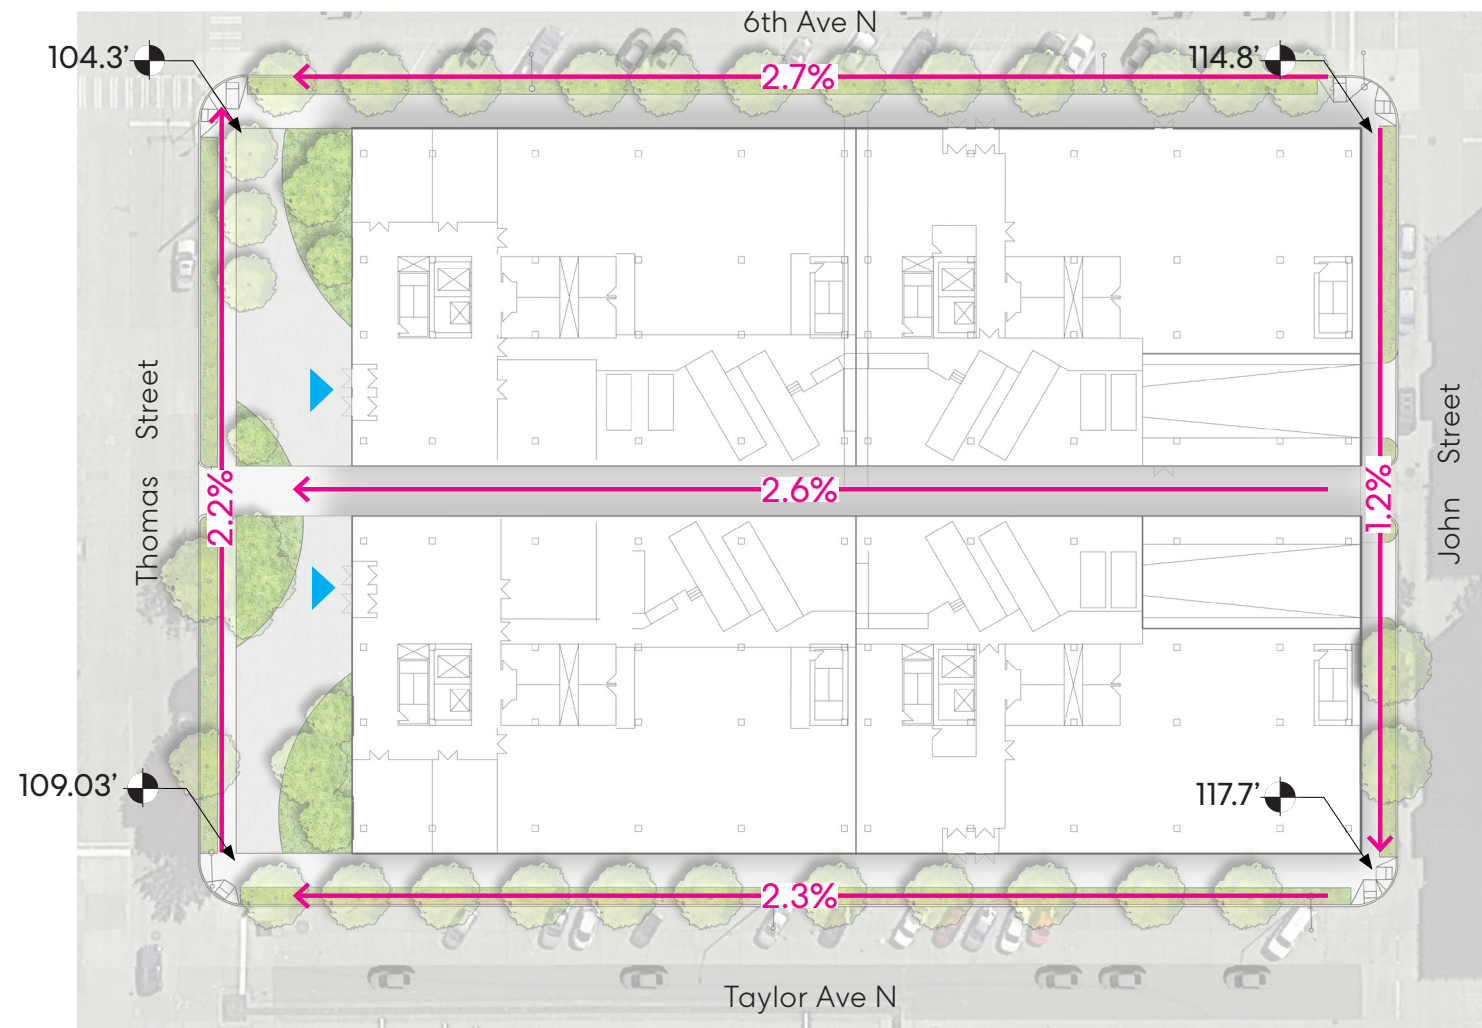 6th Ave N
104.3’
114.8’
2.7%
Thomas Street
2.2%
2.6%
1.2%
John Street
109.03’
117.7’
2.3%
Taylor Ave N